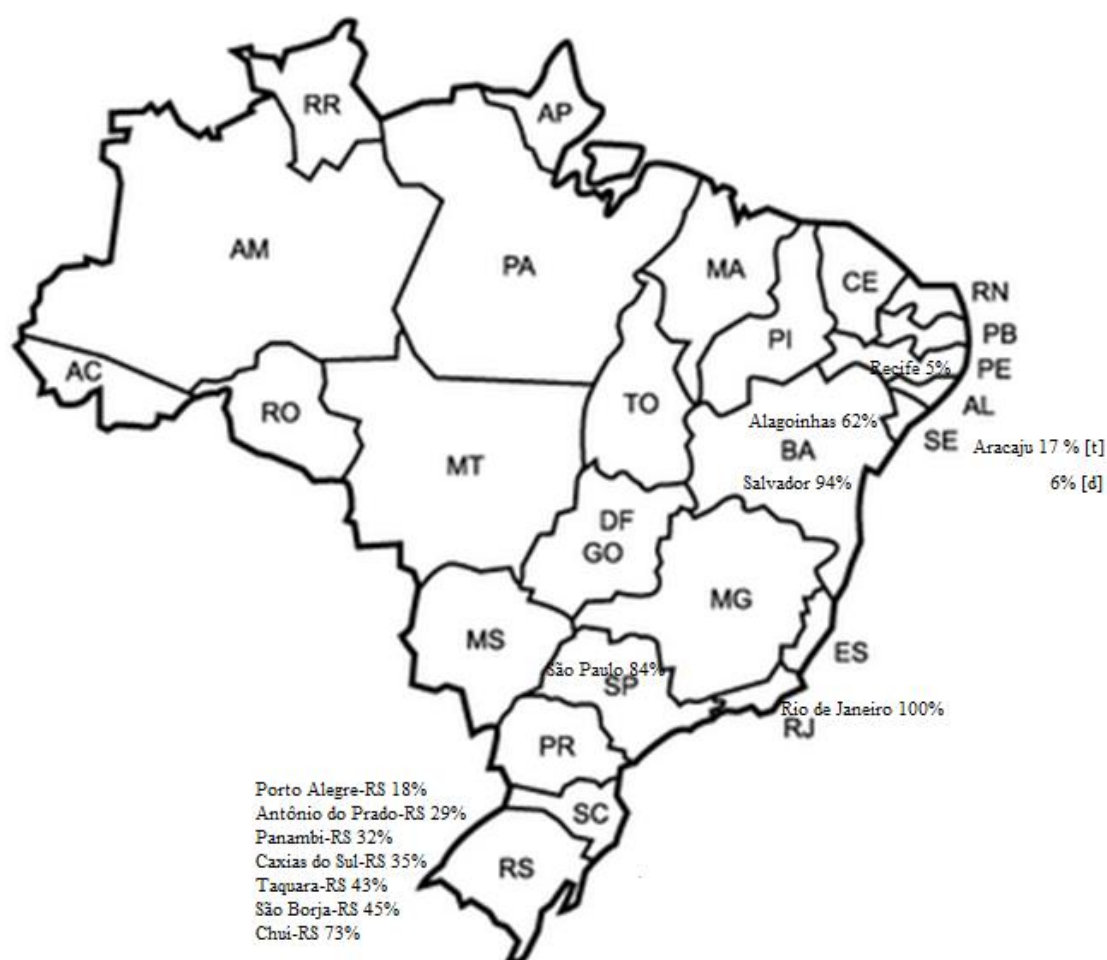 RR
AP
AM
PA
MA
CE
RN
PI
PB
AC
Recife 5%
PE
RO
TO
AL
Alagoinhas 62%
SE
Aracaju 17 % [t]
BA
MT
Salvador 94%
6% [d]
DF
GO
MG
MS
ES
São Paulo 84%
SP
Rio de Janeiro 100%
RJ
PR
Porto Alegre-RS 18%
Antônio do Prado-RS 29%
SC
Panambi-RS 32%
Caxias do Sul-RS 35%
RS
Taquara-RS 43%
São Borja-RS 45%
Chuí-RS 73%